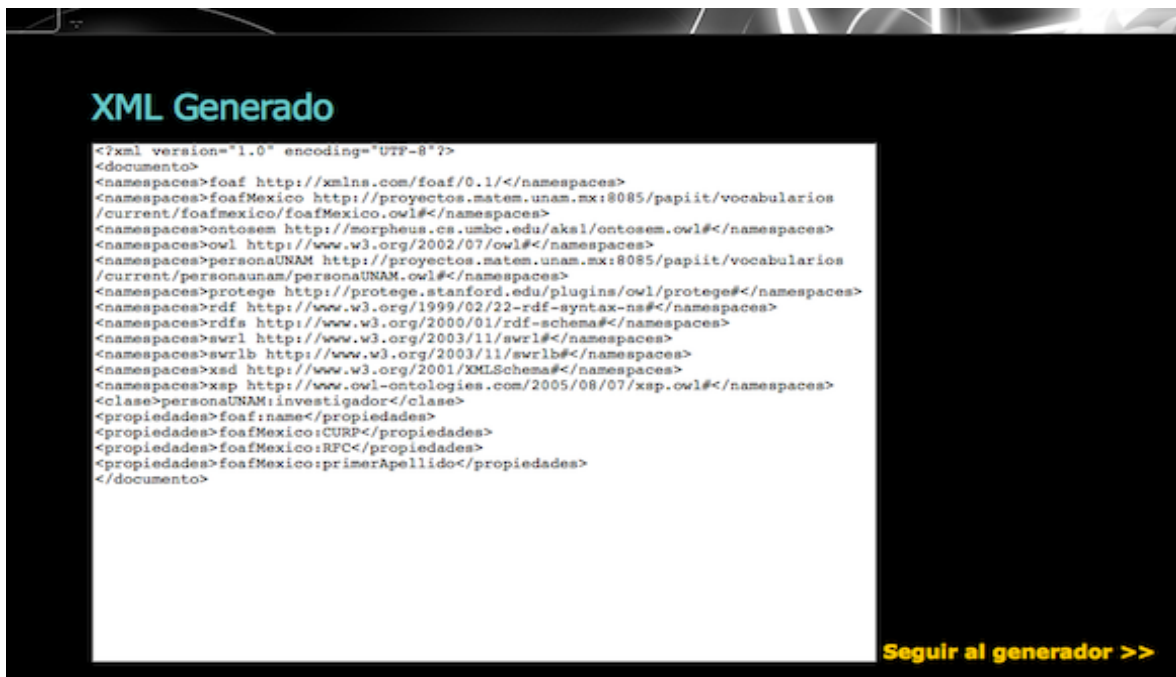 XML Generado
<?xml version="1.0" encoding="UTF-8"?>
<documento>
<namespaces>foaf http://xmlns.com/foaf/0.1/</namespaces>
<namespaces>foafMexico http://proyectos.matem.unam.mx:8085/papiit/vocabularios
/current/foafmexico/foafMexico.owl#</namespaces>
<namespaces>ontosem http://morpheus.cs.umbc.edu/aks1/ontosem.owl#</namespaces>
<namespaces>owl http://www.w3.org/2002/07/owl#</namespaces>
<namespaces>personaUNAM http://proyectos.matem.unam.mx:8085/papiit/vocabularios
/current/personaunam/personaUNAM.owl#</namespaces>
<namespaces>protege http://protege.stanford.edu/plugins/owl/protege#</namespaces>
<namespaces>rdf http://www.w3.org/1999/02/22-rdf-syntax-ns#</namespaces>
<namespaces>rdfs http://www.w3.org/2000/01/rdf-schema#</namespaces>
<namespaces>swrl http://www.w3.org/2003/11/swrl#</namespaces>
<namespaces>swrlb http://www.w3.org/2003/11/swrlb#</namespaces>
<namespaces>xsd http://www.w3.org/2001/XMLSchema#</namespaces>
<namespaces>xsp http://www.owl-ontologies.com/2005/08/07/xsp.owl#</namespaces>
<clase>personaUNAM:investigador</clase>
<propiedades>foaf:name</propiedades>
<propiedades>foafMexico:CURP</propiedades>
<propiedades>foafMexico:RFC</propiedades>
<propiedades>foafMexico:primerApellido</propiedades>
</documento>
Seguir al generador >>